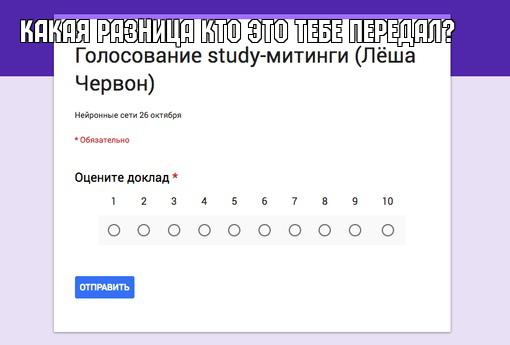 КАКАЯ РАЗНИЦА КТО ЭТО ТЕБЕ ПЕРЕДАЛ?
Голосование study-митинги (Лёша
Червон)
Нейронные сети 26 октября
* Обязательно
Оцените доклад *
1 2 3 4 5 6 7 8 9 10
ОТПРАВИТЬ